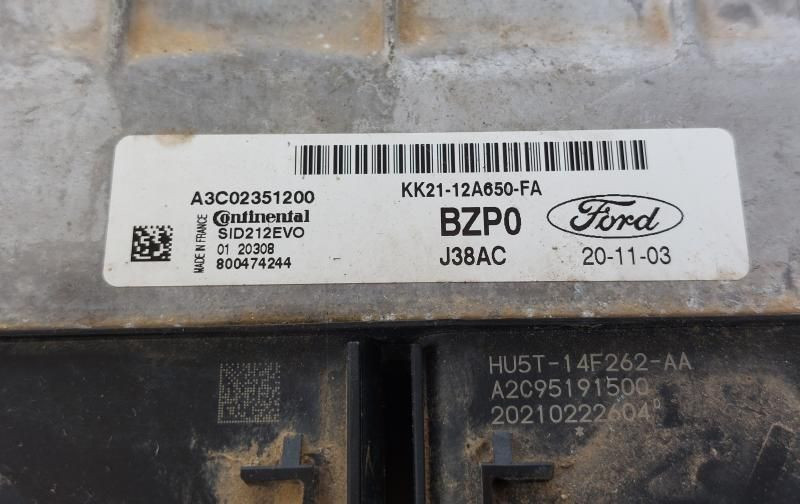 A3C02351200
MADE IN FRANCE
Continental
SID212EVO
01 20308
800474244
KK21-12A650-FA
BZP0
J38AC
Ford
20-11-03
HU5T-14F262-AA
A2C95191500
20210222604